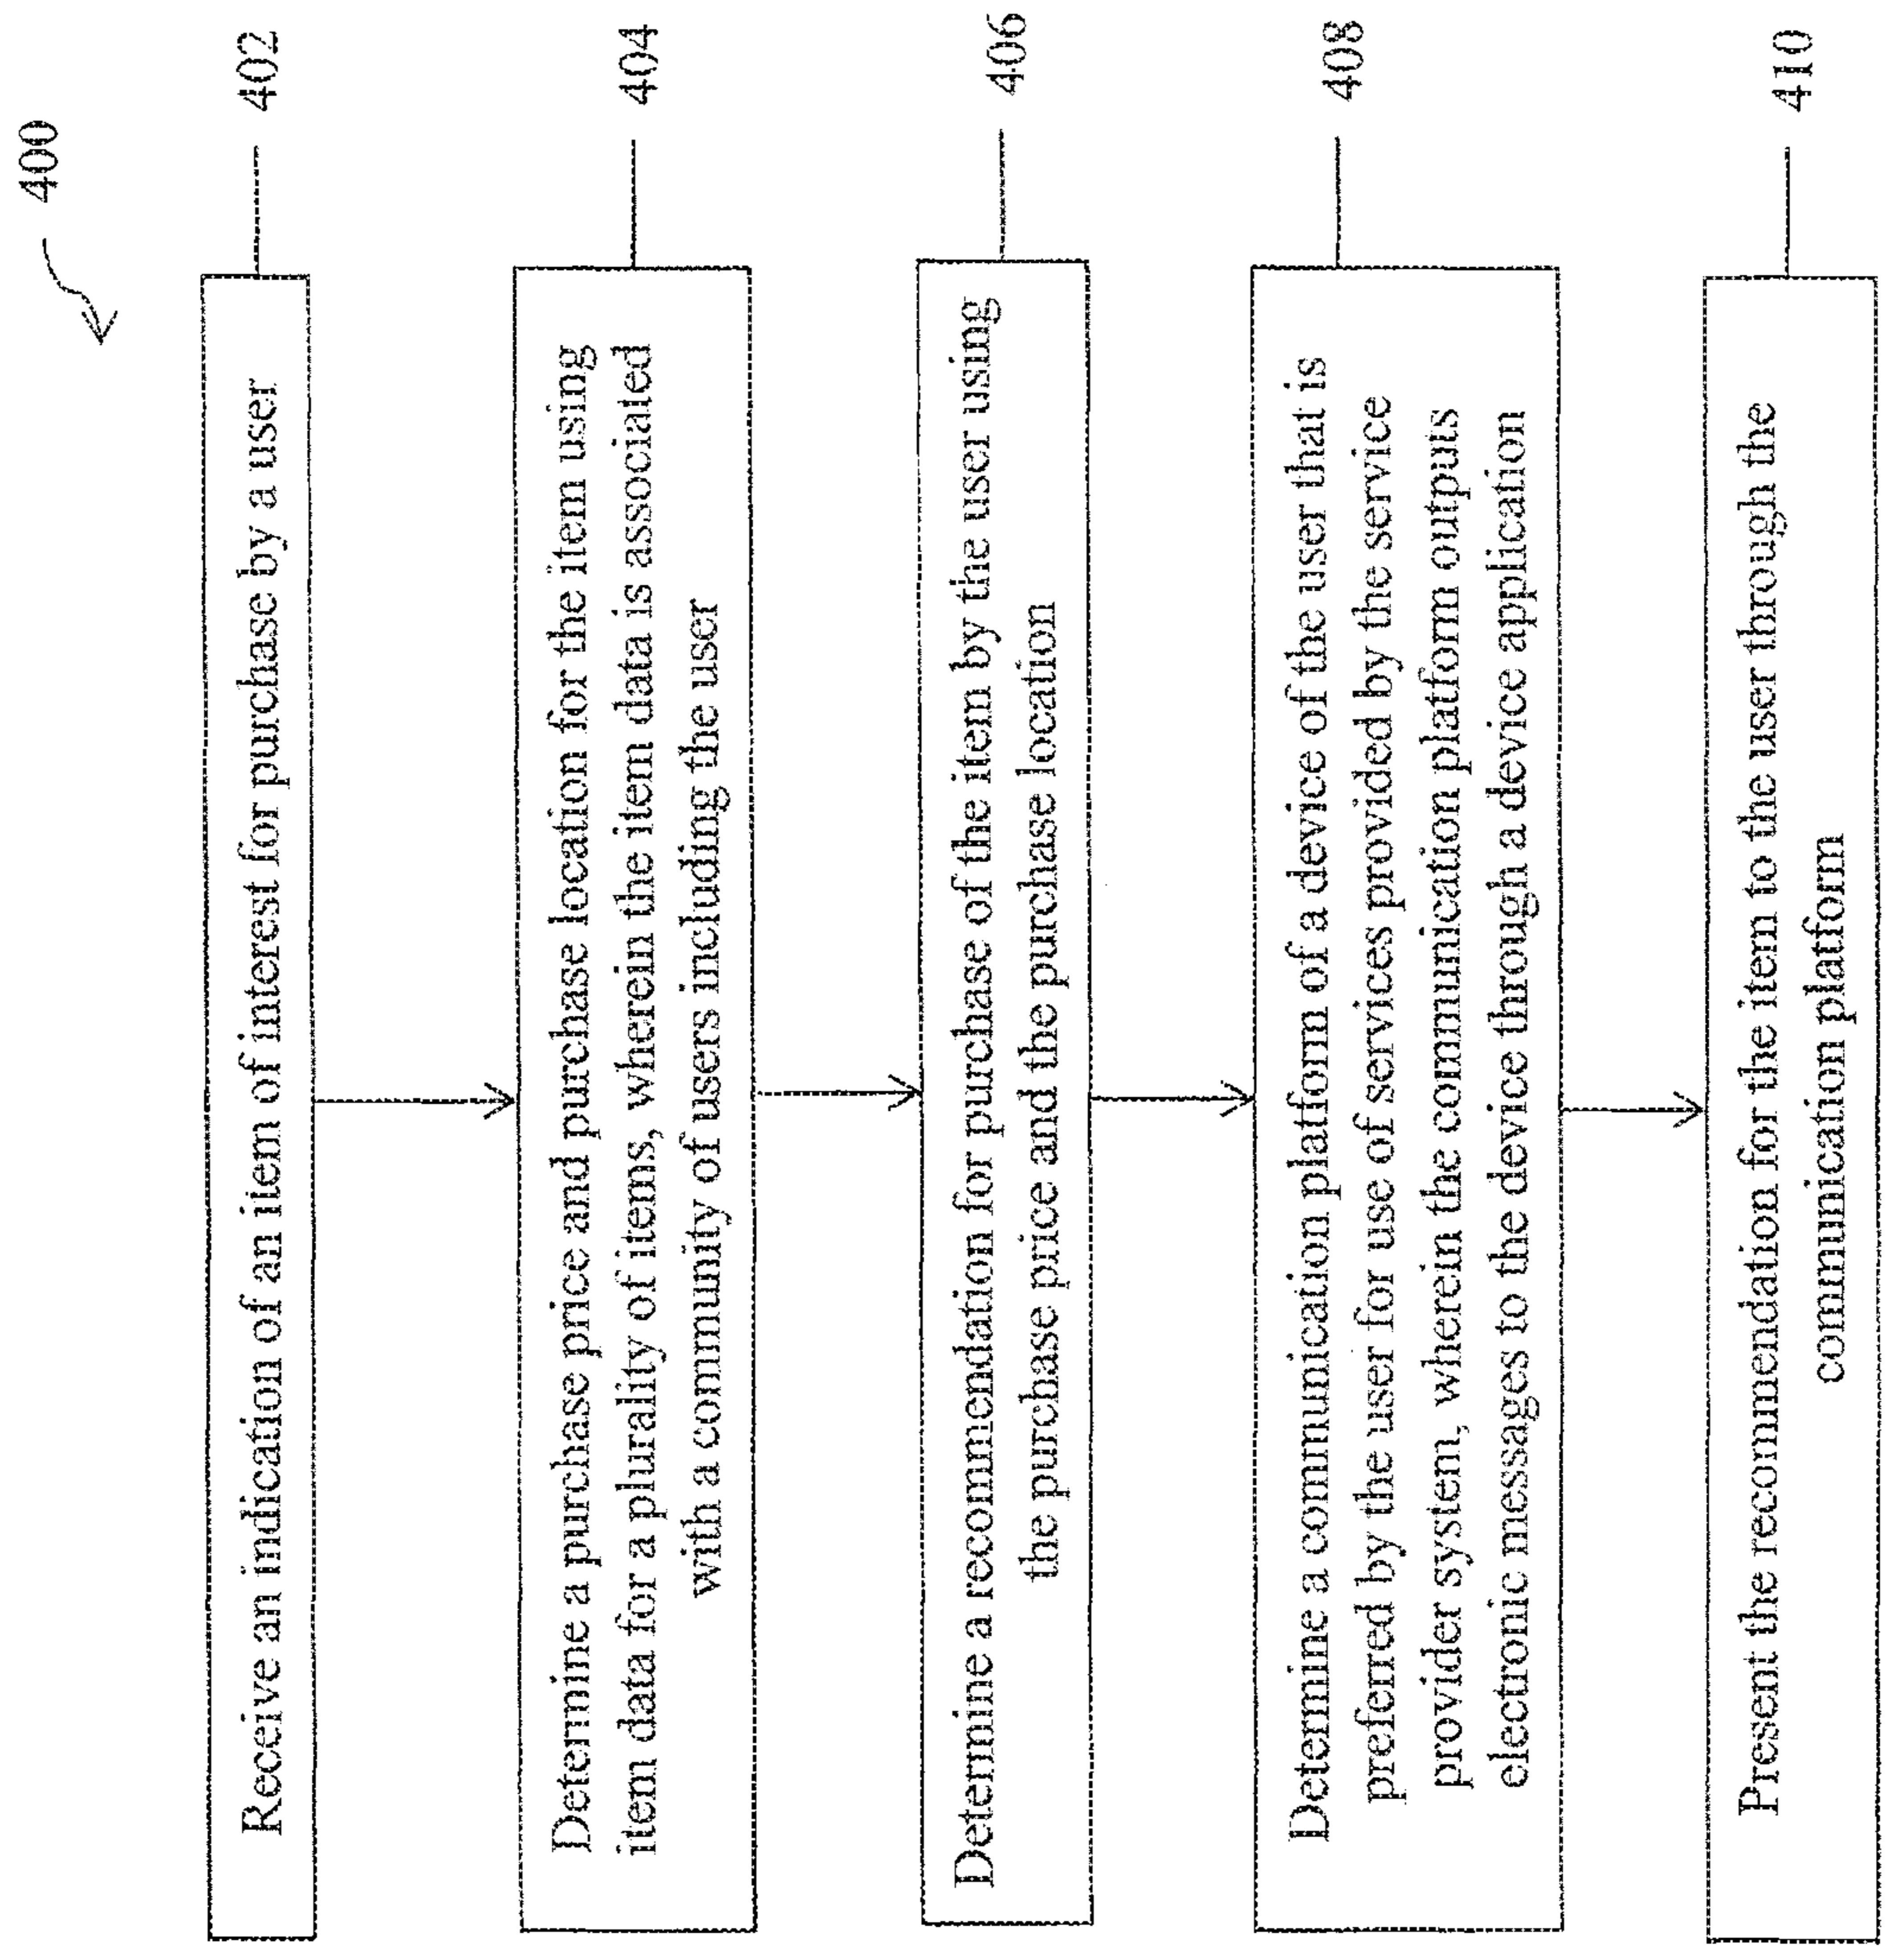 400
Receive an indication of an item of interest for purchase by a user
402
Determine a purchase price and purchase location for the item using
item data for a plurality of items, wherein the item data is associated
with a community of users including the user
404
Determine a recommendation for purchase of the item by the user using
the purchase price and the purchase location
406
Determine a communication platform of a device of the user that is
preferred by the user for use of services provided by the service
provider system, wherein the communication platform outputs
electronic messages to the device through a device application
408
Present the recommendation for the item to the user through the
communication platform
410